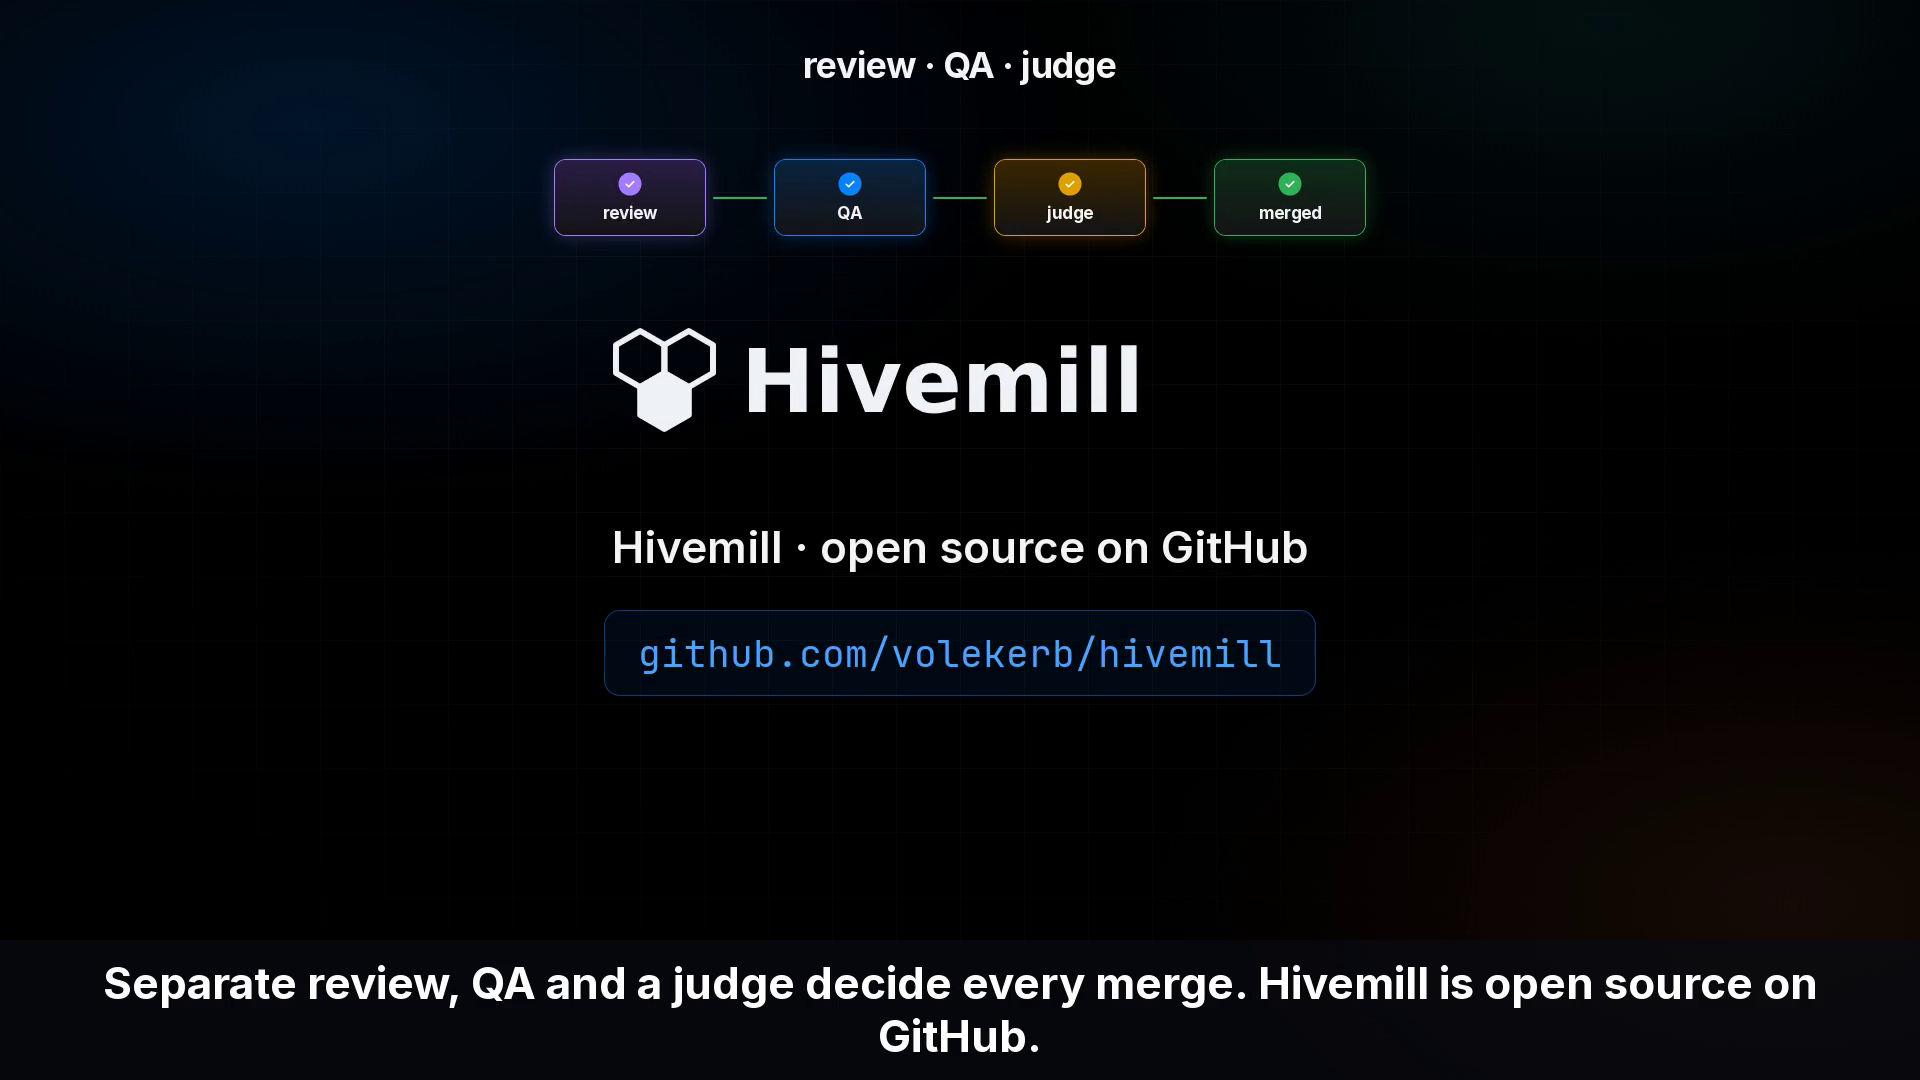 review · QA · judge
review
QA
judge
merged
Hivemill
Hivemill · open source on GitHub
github.com/volekerb/hivemill
Separate review, QA and a judge decide every merge. Hivemill is open source on
GitHub.